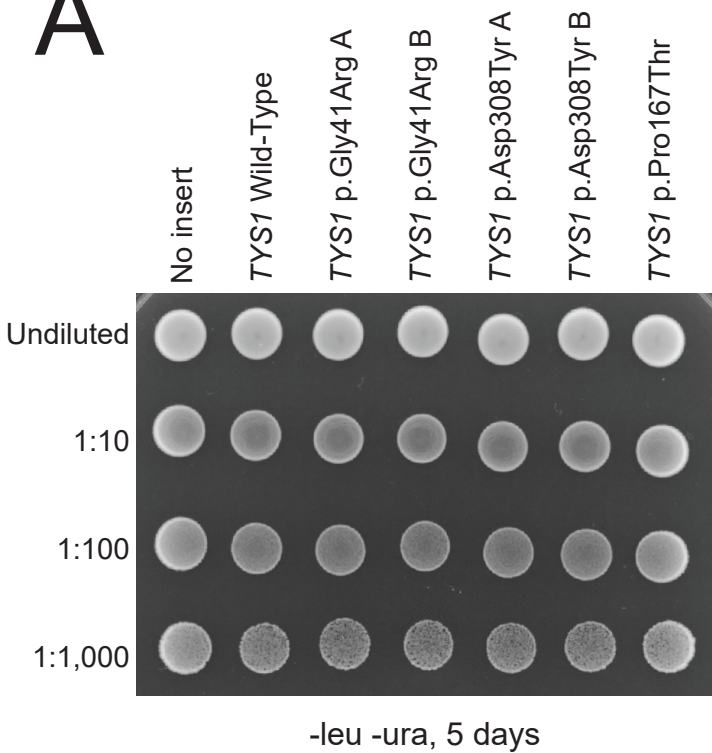 A
No insert
TYS1 Wild-Type
TYS1 p.Gly41Arg A
TYS1 p.Gly41Arg B
TYS1 p.Asp308Tyr A
TYS1 p.Asp308Tyr B
TYS1 p.Pro167Thr
Undiluted
1:10
1:100
1:1,000
-leu -ura, 5 days